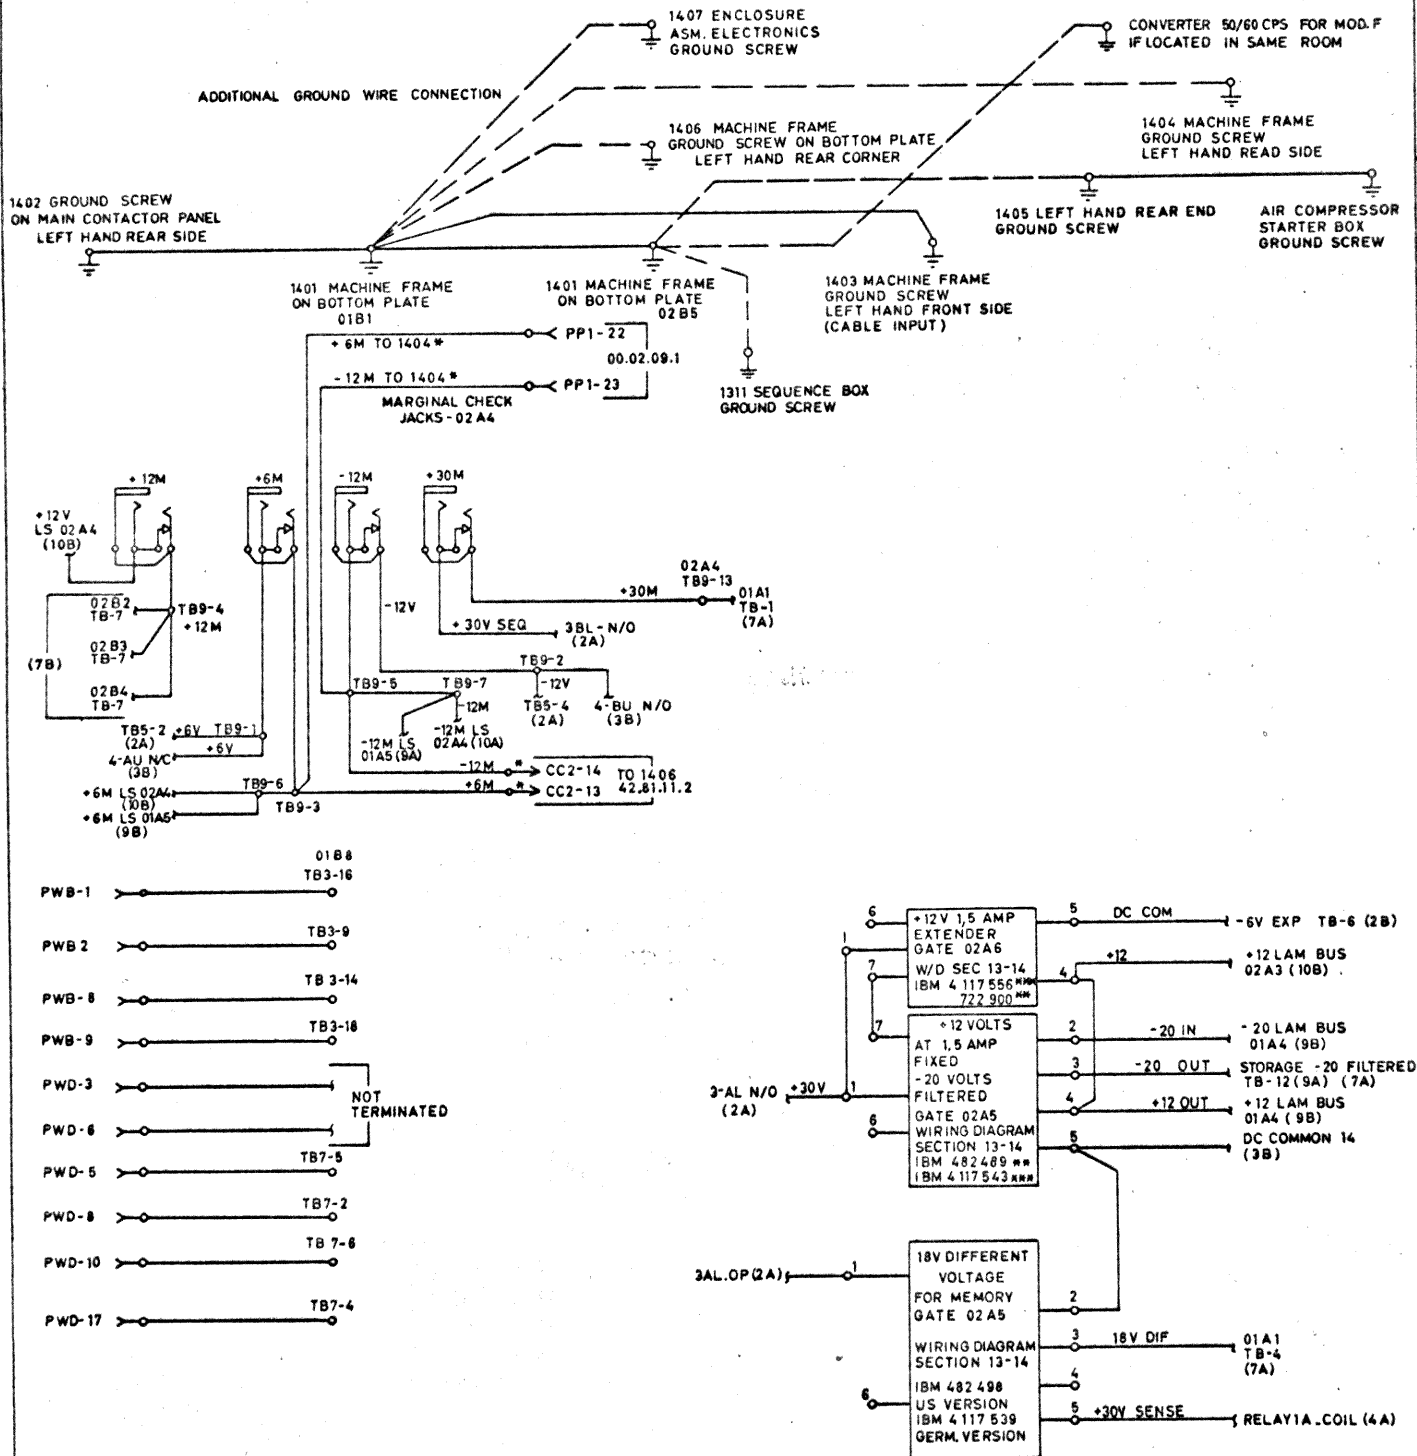 1407 ENCLOSURE
ASM. ELECTRONICS
GROUND SCREW
CONVERTER 50/60 CPS FOR MOD. F
IF LOCATED IN SAME ROOM
ADDITIONAL GROUND WIRE CONNECTION
1406 MACHINE FRAME
GROUND SCREW ON BOTTOM PLATE
LEFT HAND REAR CORNER
1404 MACHINE FRAME
GROUND SCREW
LEFT HAND READ SIDE
1402 GROUND SCREW
ON MAIN CONTACTOR PANEL
LEFT HAND REAR SIDE
1405 LEFT HAND REAR END
GROUND SCREW
AIR COMPRESSOR
STARTER BOX
GROUND SCREW
1401 MACHINE FRAME
ON BOTTOM PLATE
01B1
1401 MACHINE FRAME
ON BOTTOM PLATE
02B5
1403 MACHINE FRAME
GROUND SCREW
LEFT HAND FRONT SIDE
(CABLE INPUT)
+ 6M TO 1404 *
PP1-22
00.02.09.1
- 12 M TO 1404 *
PP1-23
MARGINAL CHECK
JACKS - 02 A4
1311 SEQUENCE BOX
GROUND SCREW
+ 12M
+6M
-12M
+30M
+12V
LS 02 A4
(10B)
02A4
TB9-13
+30M
01A1
TB-1
(7A)
02B2
TB-7
TB9-4
+12M
-12V
+ 30V SEQ
3BL-N/O
(2A)
02B3
TB-7
(7B)
02B4
TB-7
TB9-2
-12V
TB9-5
TB9-7
-12M
TB5-4
(2A)
4-BU N/O
(3B)
TB5-2
(2A)
+6V
TB9-1
-12M LS
01A5 (9A)
-12M LS
02A4 (10A)
4-AU N/C
(3B)
+6V
-12M
*
CC2-14
TO 1406
42.81.11.2
+6M
*
CC2-13
+6M LS 02A4
(10B)
TB9-6
TB9-3
+6M LS 01A5
(9B)
01B8
TB3-16
PWB-1
TB3-9
PWB 2
TB 3-14
PWB-8
TB3-18
PWB-9
PWD-3
NOT
TERMINATED
PWD-6
TB7-5
PWD-5
TB7-2
PWD-8
TB 7-6
PWD-10
TB7-4
PWD-17
6
+12V 1,5 AMP
EXTENDER
GATE 02A6
W/D SEC 13-14
IBM 4 117 556 ***
722 900 **
5
DC COM
-6V EXP TB-6 (2B)
1
7
4
+12
+12 LAM BUS
02A3 (10B)
7
+12 VOLTS
AT 1,5 AMP
FIXED
-20 VOLTS
FILTERED
GATE 02A5
WIRING DIAGRAM
SECTION 13-14
IBM 482489 **
IBM 4 117 543 ***
2
-20 IN
- 20 LAM BUS
01A4 (9B)
3
-20 OUT
STORAGE -20 FILTERED
TB-12 (9A) (7A)
3-AL N/O
(2A)
+30V
1
4
+12 OUT
+12 LAM BUS
01A4 (9B)
6
5
DC COMMON 14
(3B)
3AL.OP (2A)
1
18V DIFFERENT
VOLTAGE
FOR MEMORY
GATE 02A5
WIRING DIAGRAM
SECTION 13-14
IBM 482 498
US VERSION
IBM 4 117 539
GERM. VERSION
2
3
18V DIF
01A1
TB-4
(7A)
4
6
5
+30V SENSE
RELAY 1A_COIL (4A)